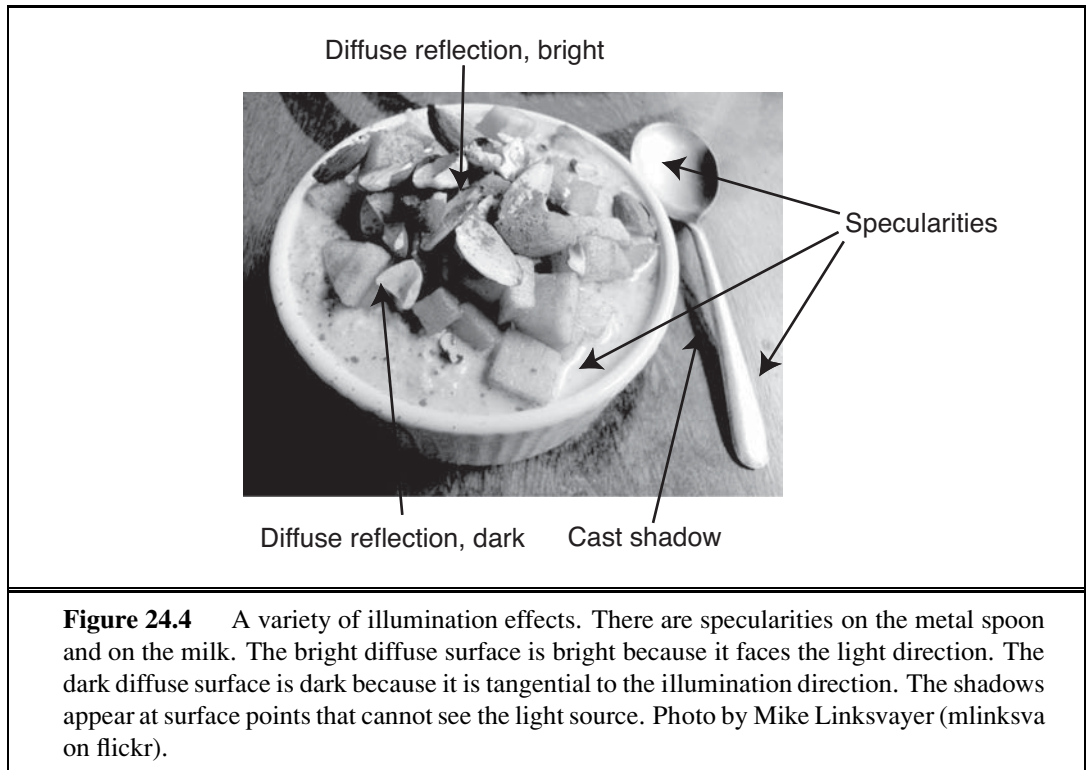 Diffuse reflection, bright
Specularities
Diffuse reflection, dark
Cast shadow
Figure 24.4 A variety of illumination effects. There are specularities on the metal spoon
and on the milk. The bright diffuse surface is bright because it faces the light direction. The
dark diffuse surface is dark because it is tangential to the illumination direction. The shadows
appear at surface points that cannot see the light source. Photo by Mike Linksvayer (mlinksva
on flickr).